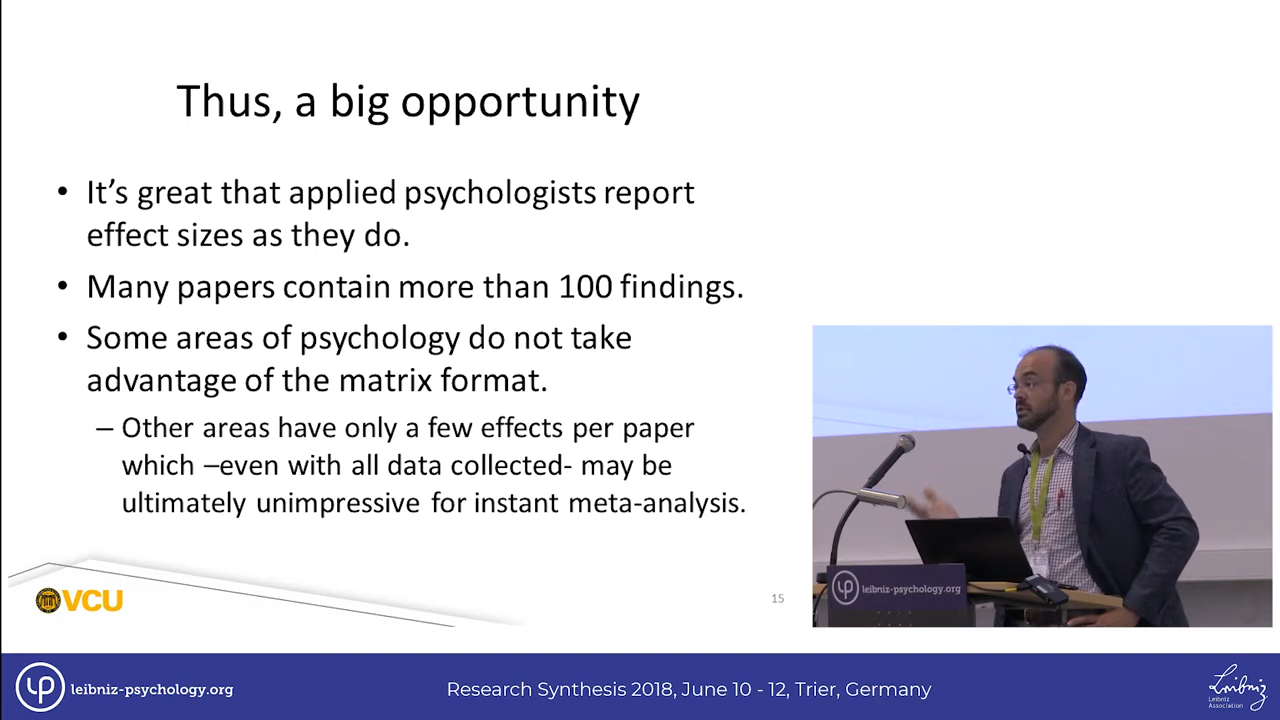 Thus, a big opportunity
• It’s great that applied psychologists report
effect sizes as they do.
• Many papers contain more than 100 findings.
• Some areas of psychology do not take
advantage of the matrix format.
– Other areas have only a few effects per paper
which –even with all data collected- may be
ultimately unimpressive for instant meta-analysis.
VCU
15
leibniz-psychology.org
leibniz-psychology.org
Research Synthesis 2018, June 10 - 12, Trier, Germany
Leibniz
Leibniz
Association